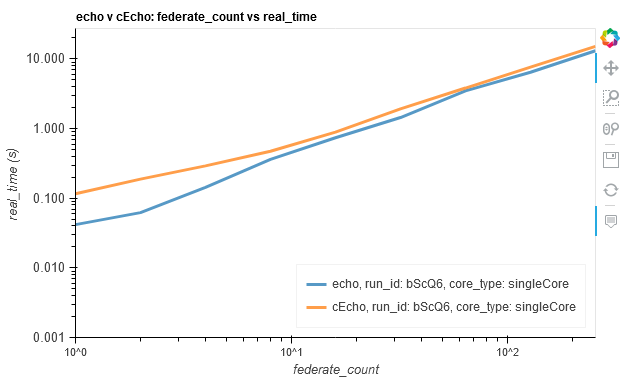 echo v cEcho: federate_count vs real_time
10.000
1.000
0.100
0.010
0.001
real_time (s)
echo, run_id: bScQ6, core_type: singleCore
cEcho, run_id: bScQ6, core_type: singleCore
10^0
10^1
10^2
federate_count